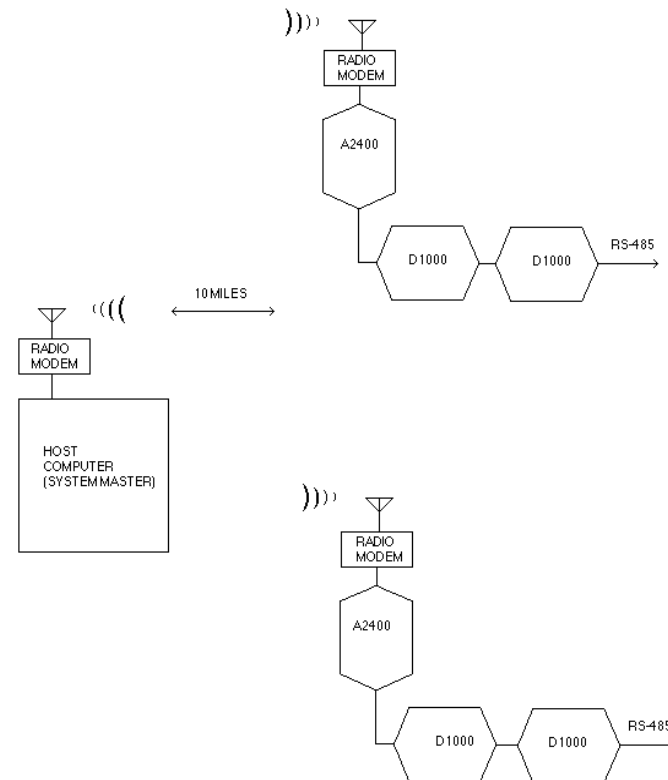 RADIO
MODEM
A2400
D1000
D1000
RS-485
10 MILES
RADIO
MODEM
HOST
COMPUTER
(SYSTEM MASTER)
RADIO
MODEM
A2400
D1000
D1000
RS-485